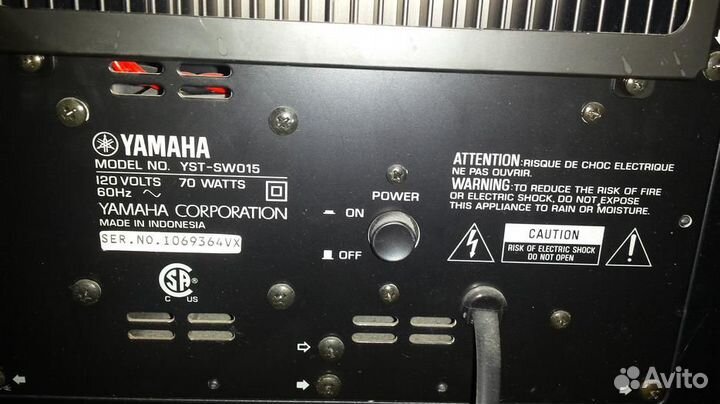 YAMAHA
MODEL NO. YST-SW015
120 VOLTS 70 WATTS
60Hz ~
YAMAHA CORPORATION
MADE IN INDONESIA
SER.NO.I069364VX
SA
C US
POWER
ON
OFF
ATTENTION:RISQUE DE CHOC ELECTRIQUE
NE PAS OUVRIR.
WARNING:TO REDUCE THE RISK OF FIRE
OR ELECTRIC SHOCK, DO NOT EXPOSE
THIS APPLIANCE TO RAIN OR MOISTURE.
CAUTION
RISK OF ELECTRIC SHOCK
DO NOT OPEN
Avito